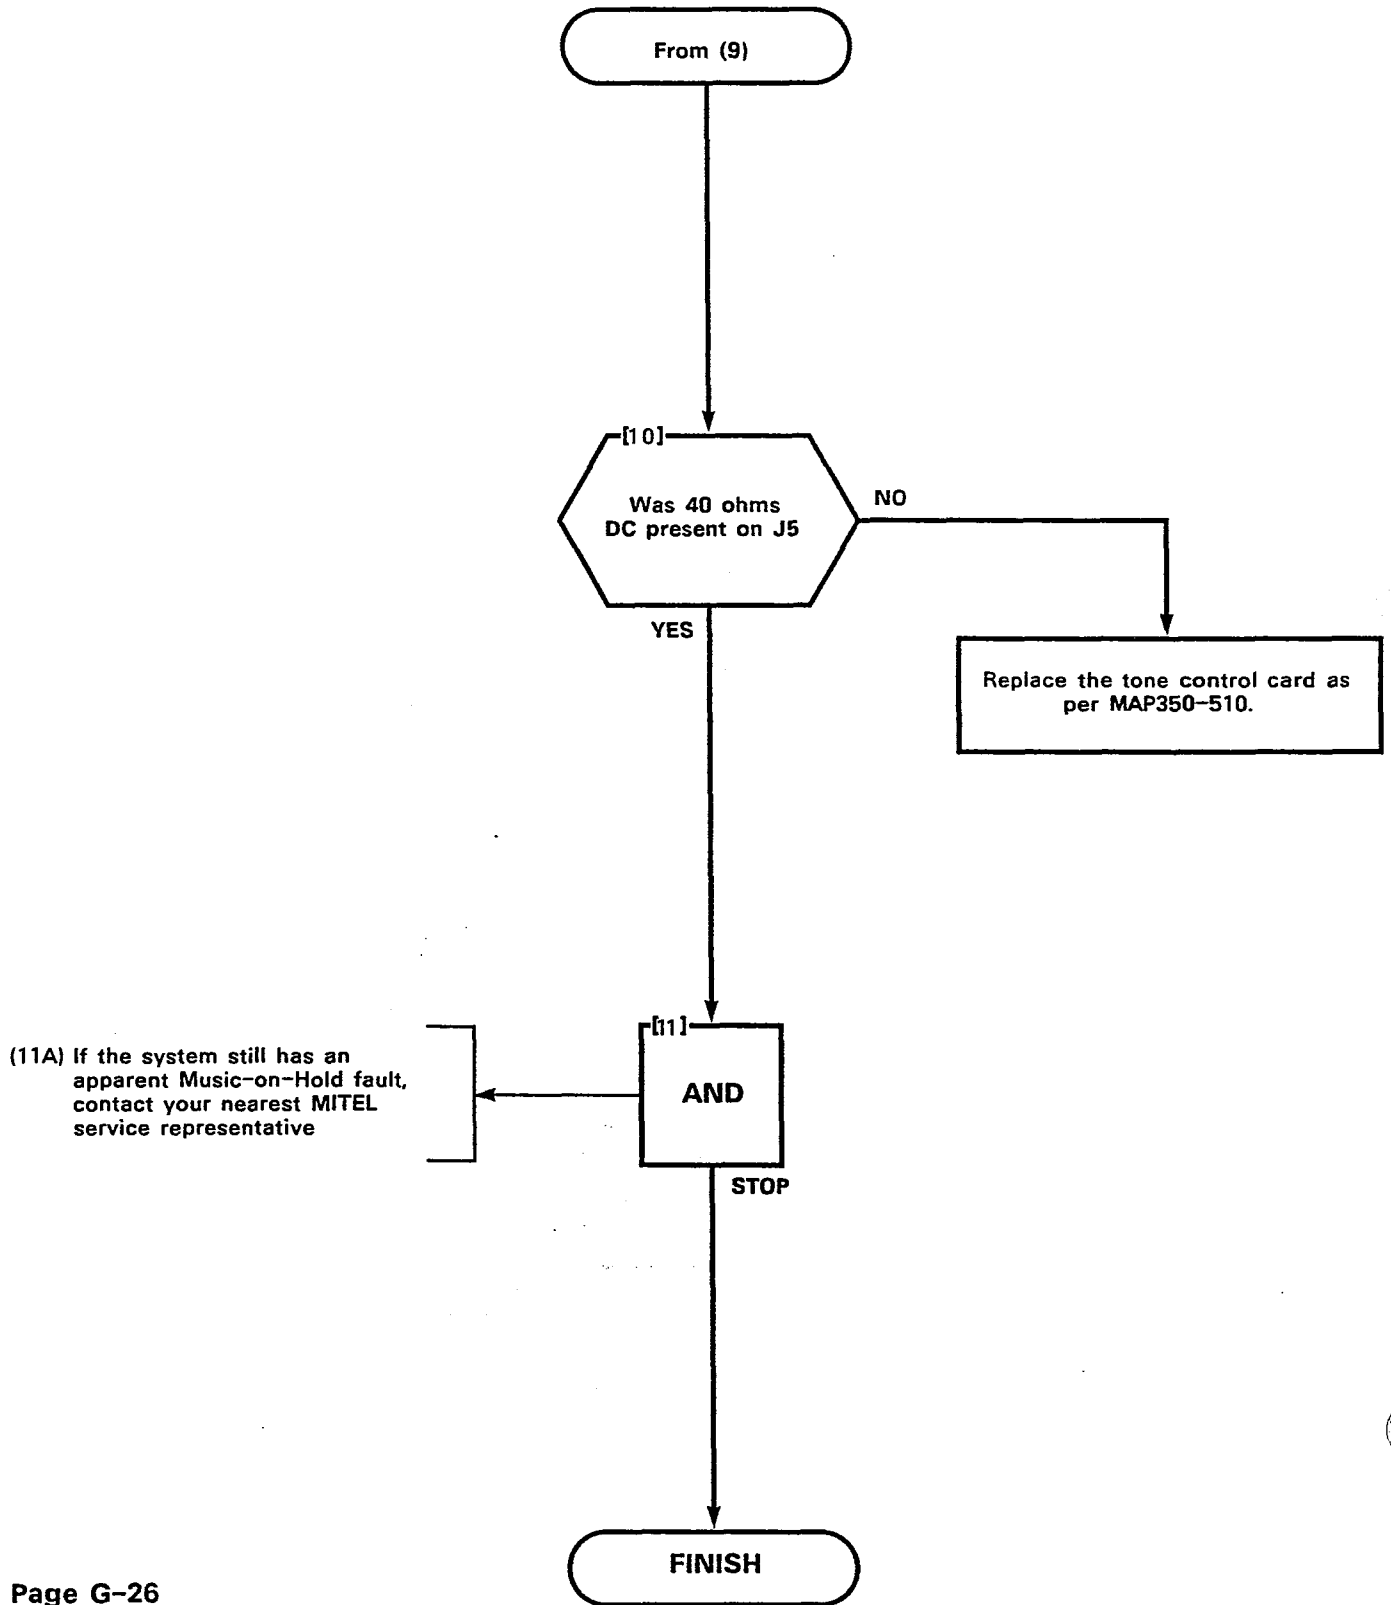 From (9)
[10]
Was 40 ohms
DC present on J5
NO
YES
Replace the tone control card as
per MAP350-510.
[11]
AND
(11A) If the system still has an
apparent Music-on-Hold fault,
contact your nearest MITEL
service representative
STOP
FINISH
Page G-26